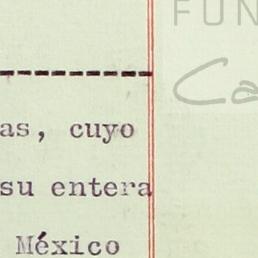 as, cuyo
su entera
México
FUN
Ca